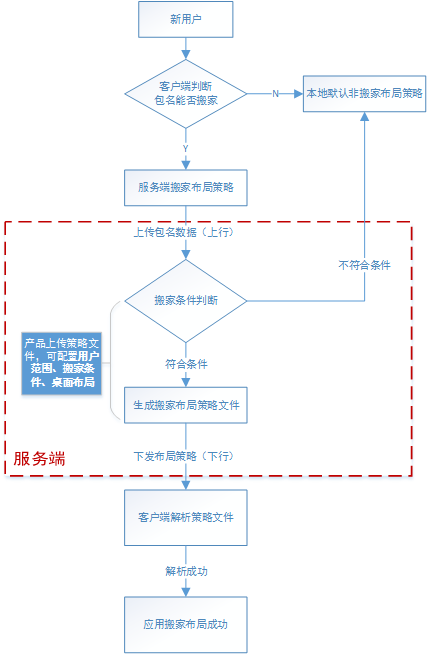 新用户
客户端判断
包名能否搬家
N
本地默认非搬家布局策略
Y
服务端搬家布局策略
上传包名数据（上行）
不符合条件
搬家条件判断
产品上传策略文
件，可配置用户
范围、搬家条
件、桌面布局
符合条件
生成搬家布局策略文件
下发布局策略（下行）
服务端
客户端解析策略文件
解析成功
应用搬家布局成功